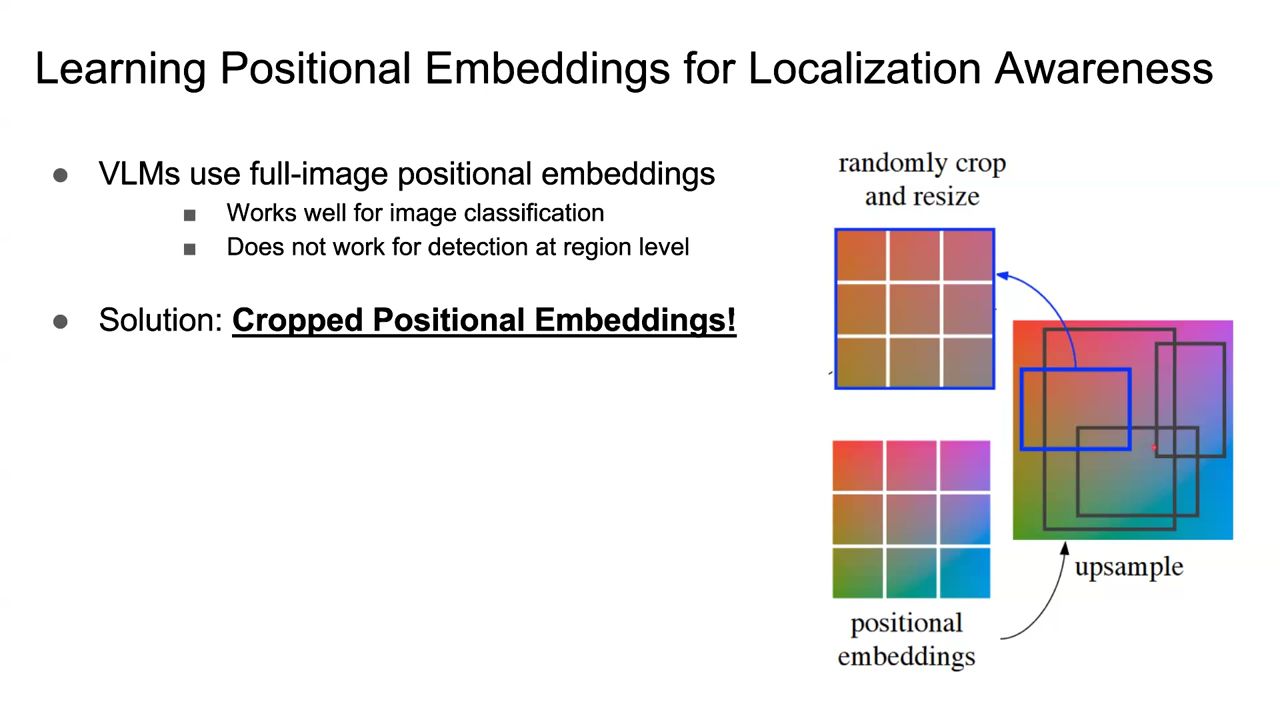 Learning Positional Embeddings for Localization Awareness
● VLMs use full-image positional embeddings
■ Works well for image classification
■ Does not work for detection at region level
● Solution: Cropped Positional Embeddings!
randomly crop
and resize
upsample
positional
embeddings